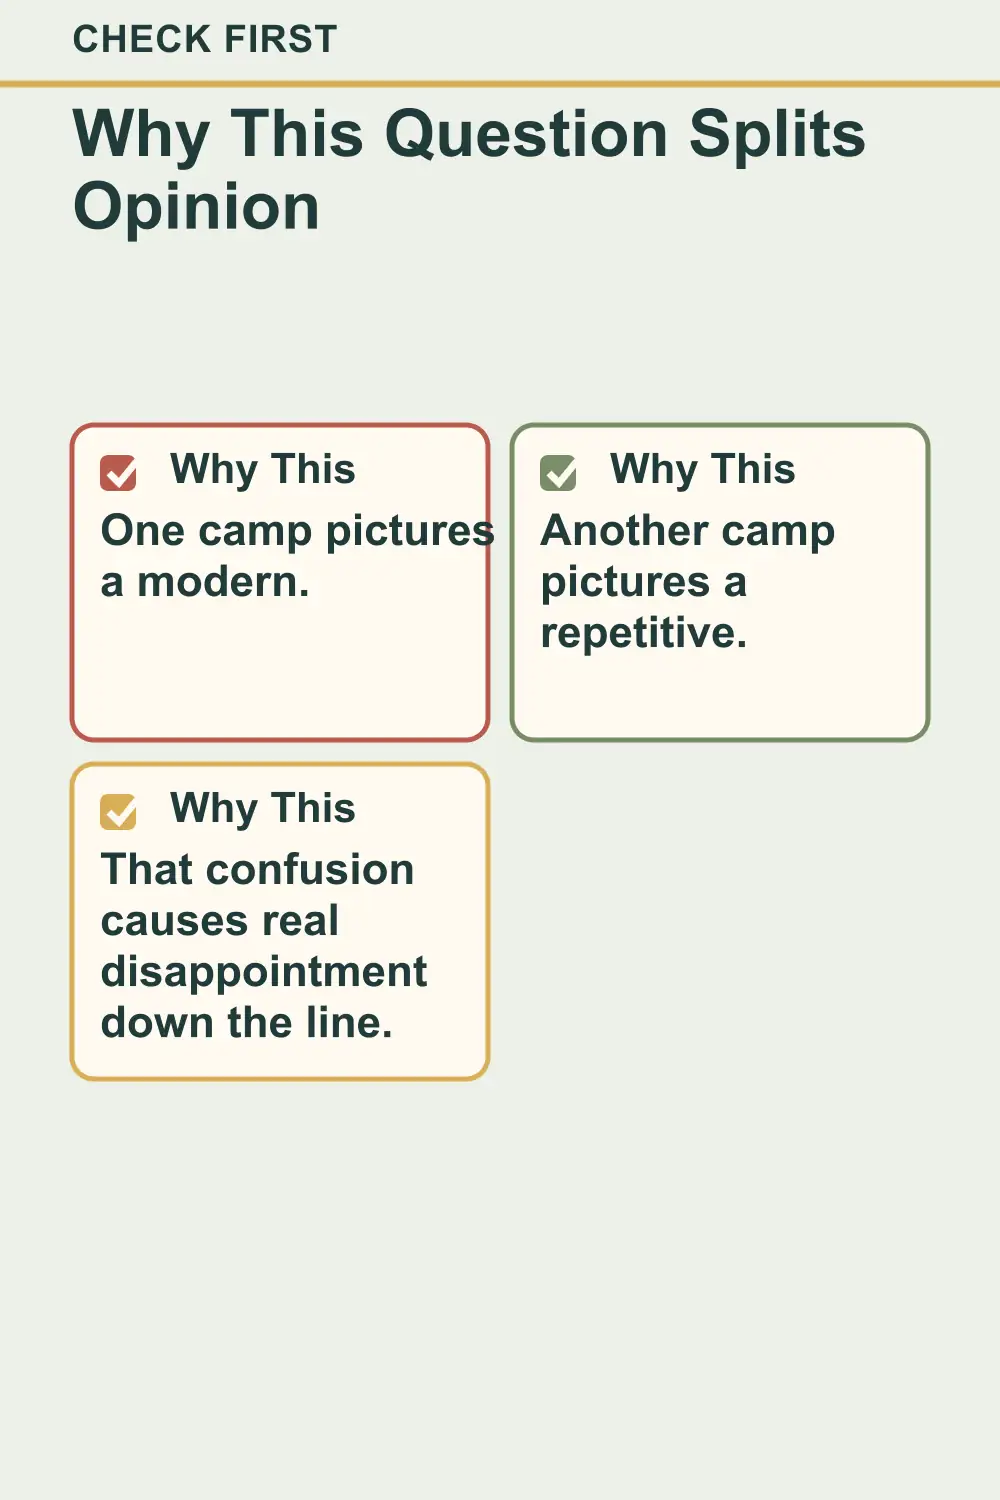 CHECK FIRST
Why This Question Splits
Opinion
Why This
One camp pictures
a modern.
Why This
Another camp
pictures a
repetitive.
Why This
That confusion
causes real
disappointment
down the line.